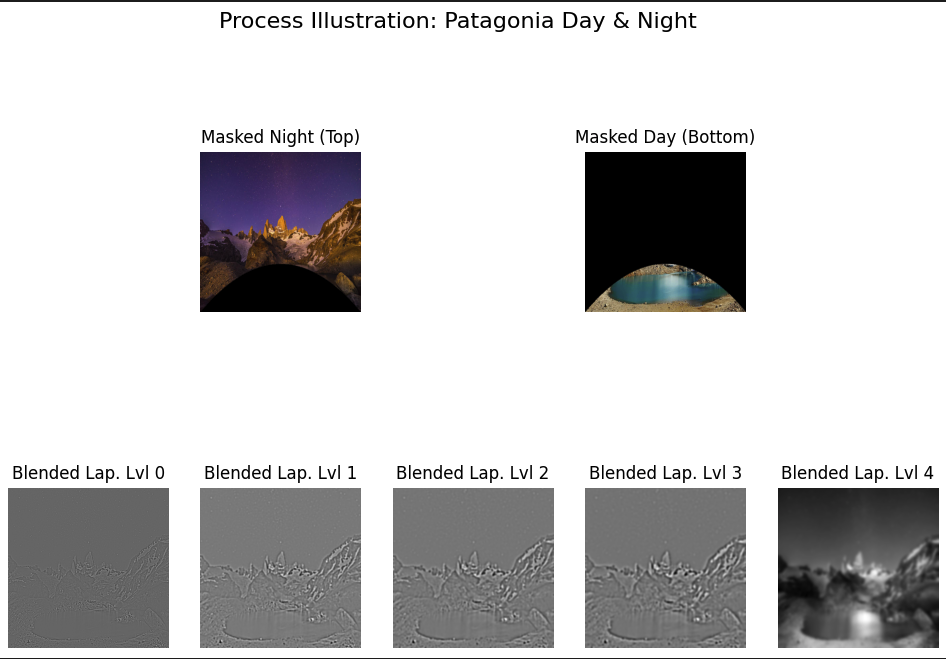 Process Illustration: Patagonia Day & Night
Masked Night (Top)
Masked Day (Bottom)
Blended Lap. Lvl 0
Blended Lap. Lvl 1
Blended Lap. Lvl 2
Blended Lap. Lvl 3
Blended Lap. Lvl 4